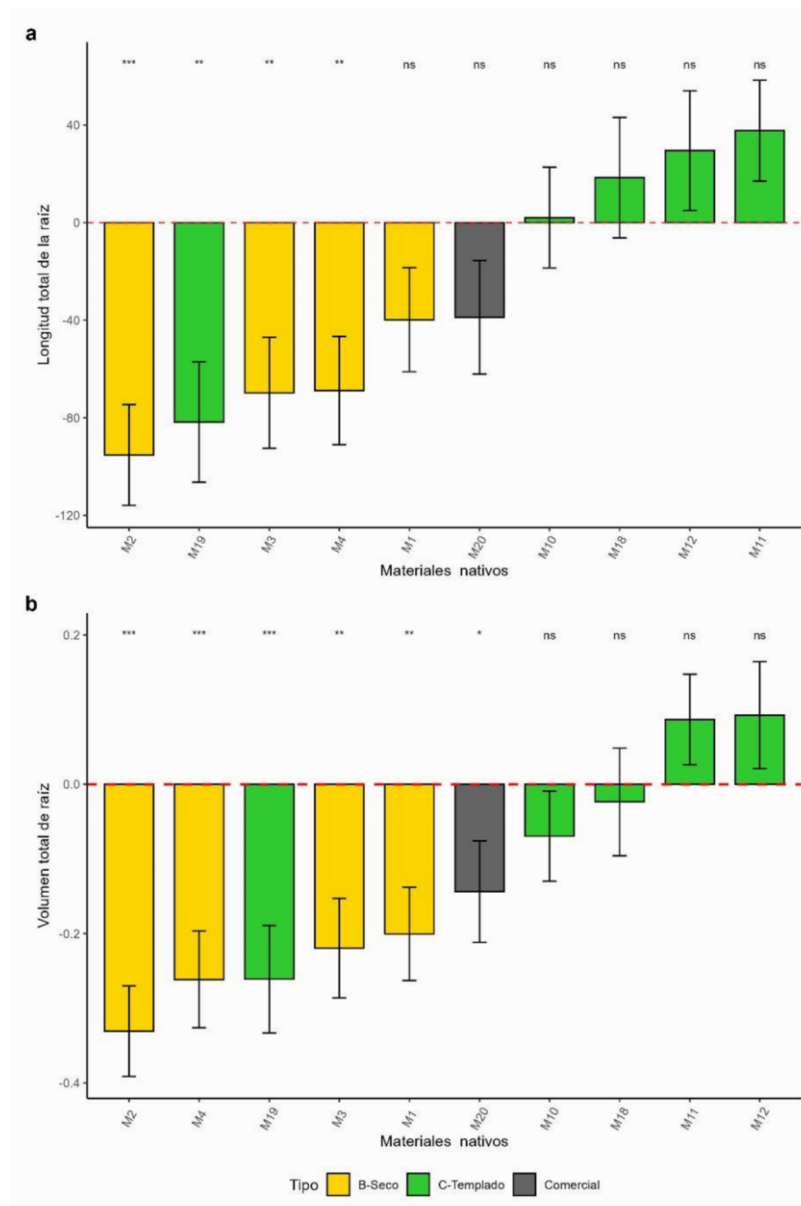 a
*** ** ** ** ns ns ns ns ns ns
40
0
-40
-80
-120
Longitud total de la raíz
M2 M19 M3 M4 M1 M20 M10 M18 M12 M11
Materiales nativos
b
*** *** *** ** ** * ns ns ns ns
0.2
0.0
-0.2
-0.4
Volumen total de raíz
M2 M4 M19 M3 M1 M20 M10 M18 M11 M12
Materiales nativos
Tipo B-Seco C-Templado Comercial